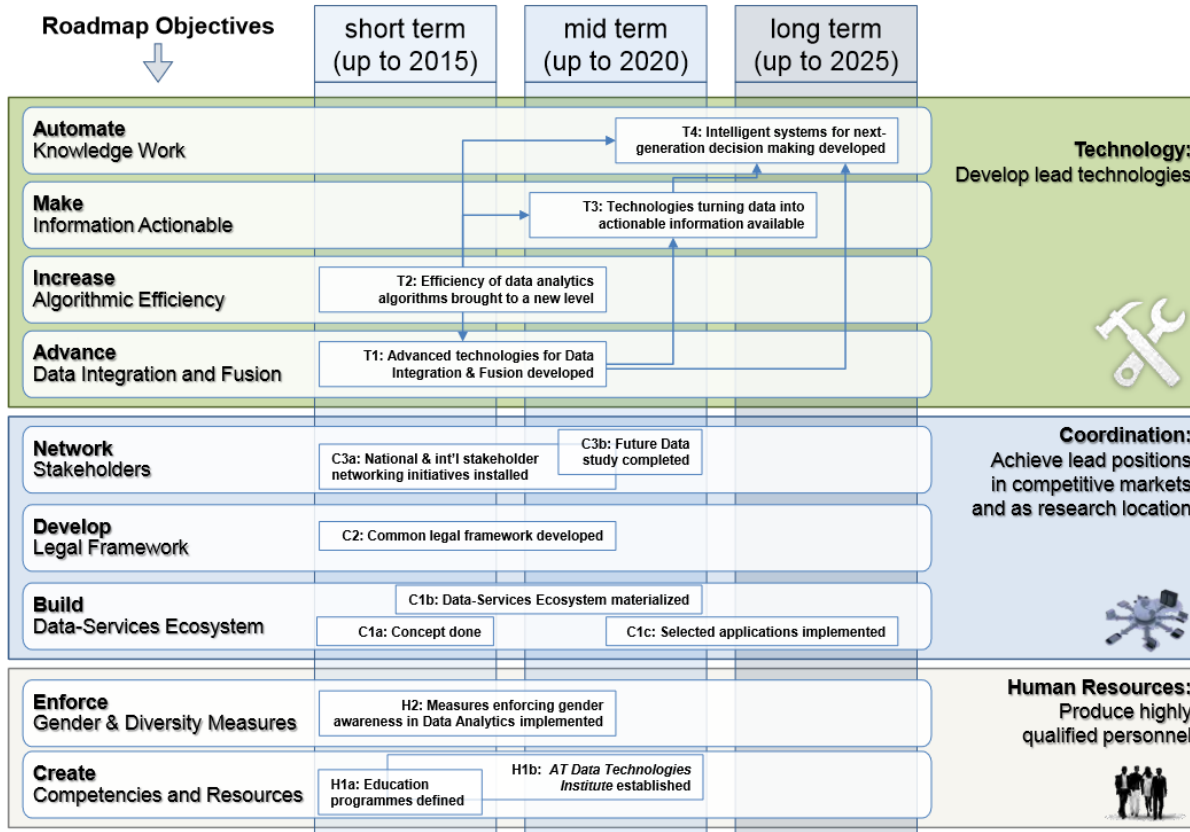 Roadmap Objectives
short term
(up to 2015)
mid term
(up to 2020)
long term
(up to 2025)
Automate
Knowledge Work
T4: Intelligent systems for next-
generation decision making developed
Technology:
Develop lead technologies
Make
Information Actionable
T3: Technologies turning data into
actionable information available
Increase
Algorithmic Efficiency
T2: Efficiency of data analytics
algorithms brought to a new level
Advance
Data Integration and Fusion
T1: Advanced technologies for Data
Integration & Fusion developed
Network
Stakeholders
C3a: National & int'l stakeholder
networking initiatives installed
C3b: Future Data
study completed
Coordination:
Achieve lead positions
in competitive markets
and as research location
Develop
Legal Framework
C2: Common legal framework developed
Build
Data-Services Ecosystem
C1b: Data-Services Ecosystem materialized
C1a: Concept done
C1c: Selected applications implemented
Enforce
Gender & Diversity Measures
H2: Measures enforcing gender
awareness in Data Analytics implemented
Human Resources:
Produce highly
qualified personnel
Create
Competencies and Resources
H1a: Education
programmes defined
H1b: AT Data Technologies
Institute established